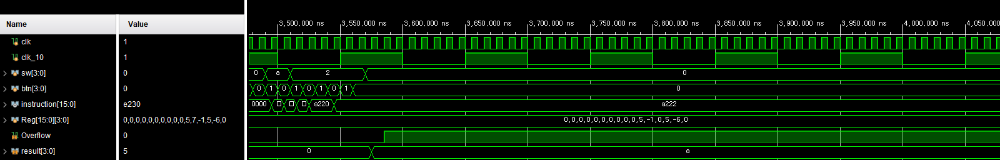 3,500,000 ns 3,550,000 ns 3,600,000 ns 3,650,000 ns 3,700,000 ns 3,750,000 ns 3,800,000 ns 3,850,000 ns 3,900,000 ns 3,950,000 ns 4,000,000 ns 4,050,000
Name Value
clk 1
clk_10 1
sw[3:0] 0 0 a 2 0
btn[3:0] 0 0 1 0 1 0 1 0 1 0
instruction[15:0] e230 0000 a220 a222
Reg[15:0][3:0] 0,0,0,0,0,0,0,0,0,0,5,7,-1,5,-6,0 0,0,0,0,0,0,0,0,0,0,5,-1,0,5,-6,0
Overflow 0
result[3:0] 5 0 a